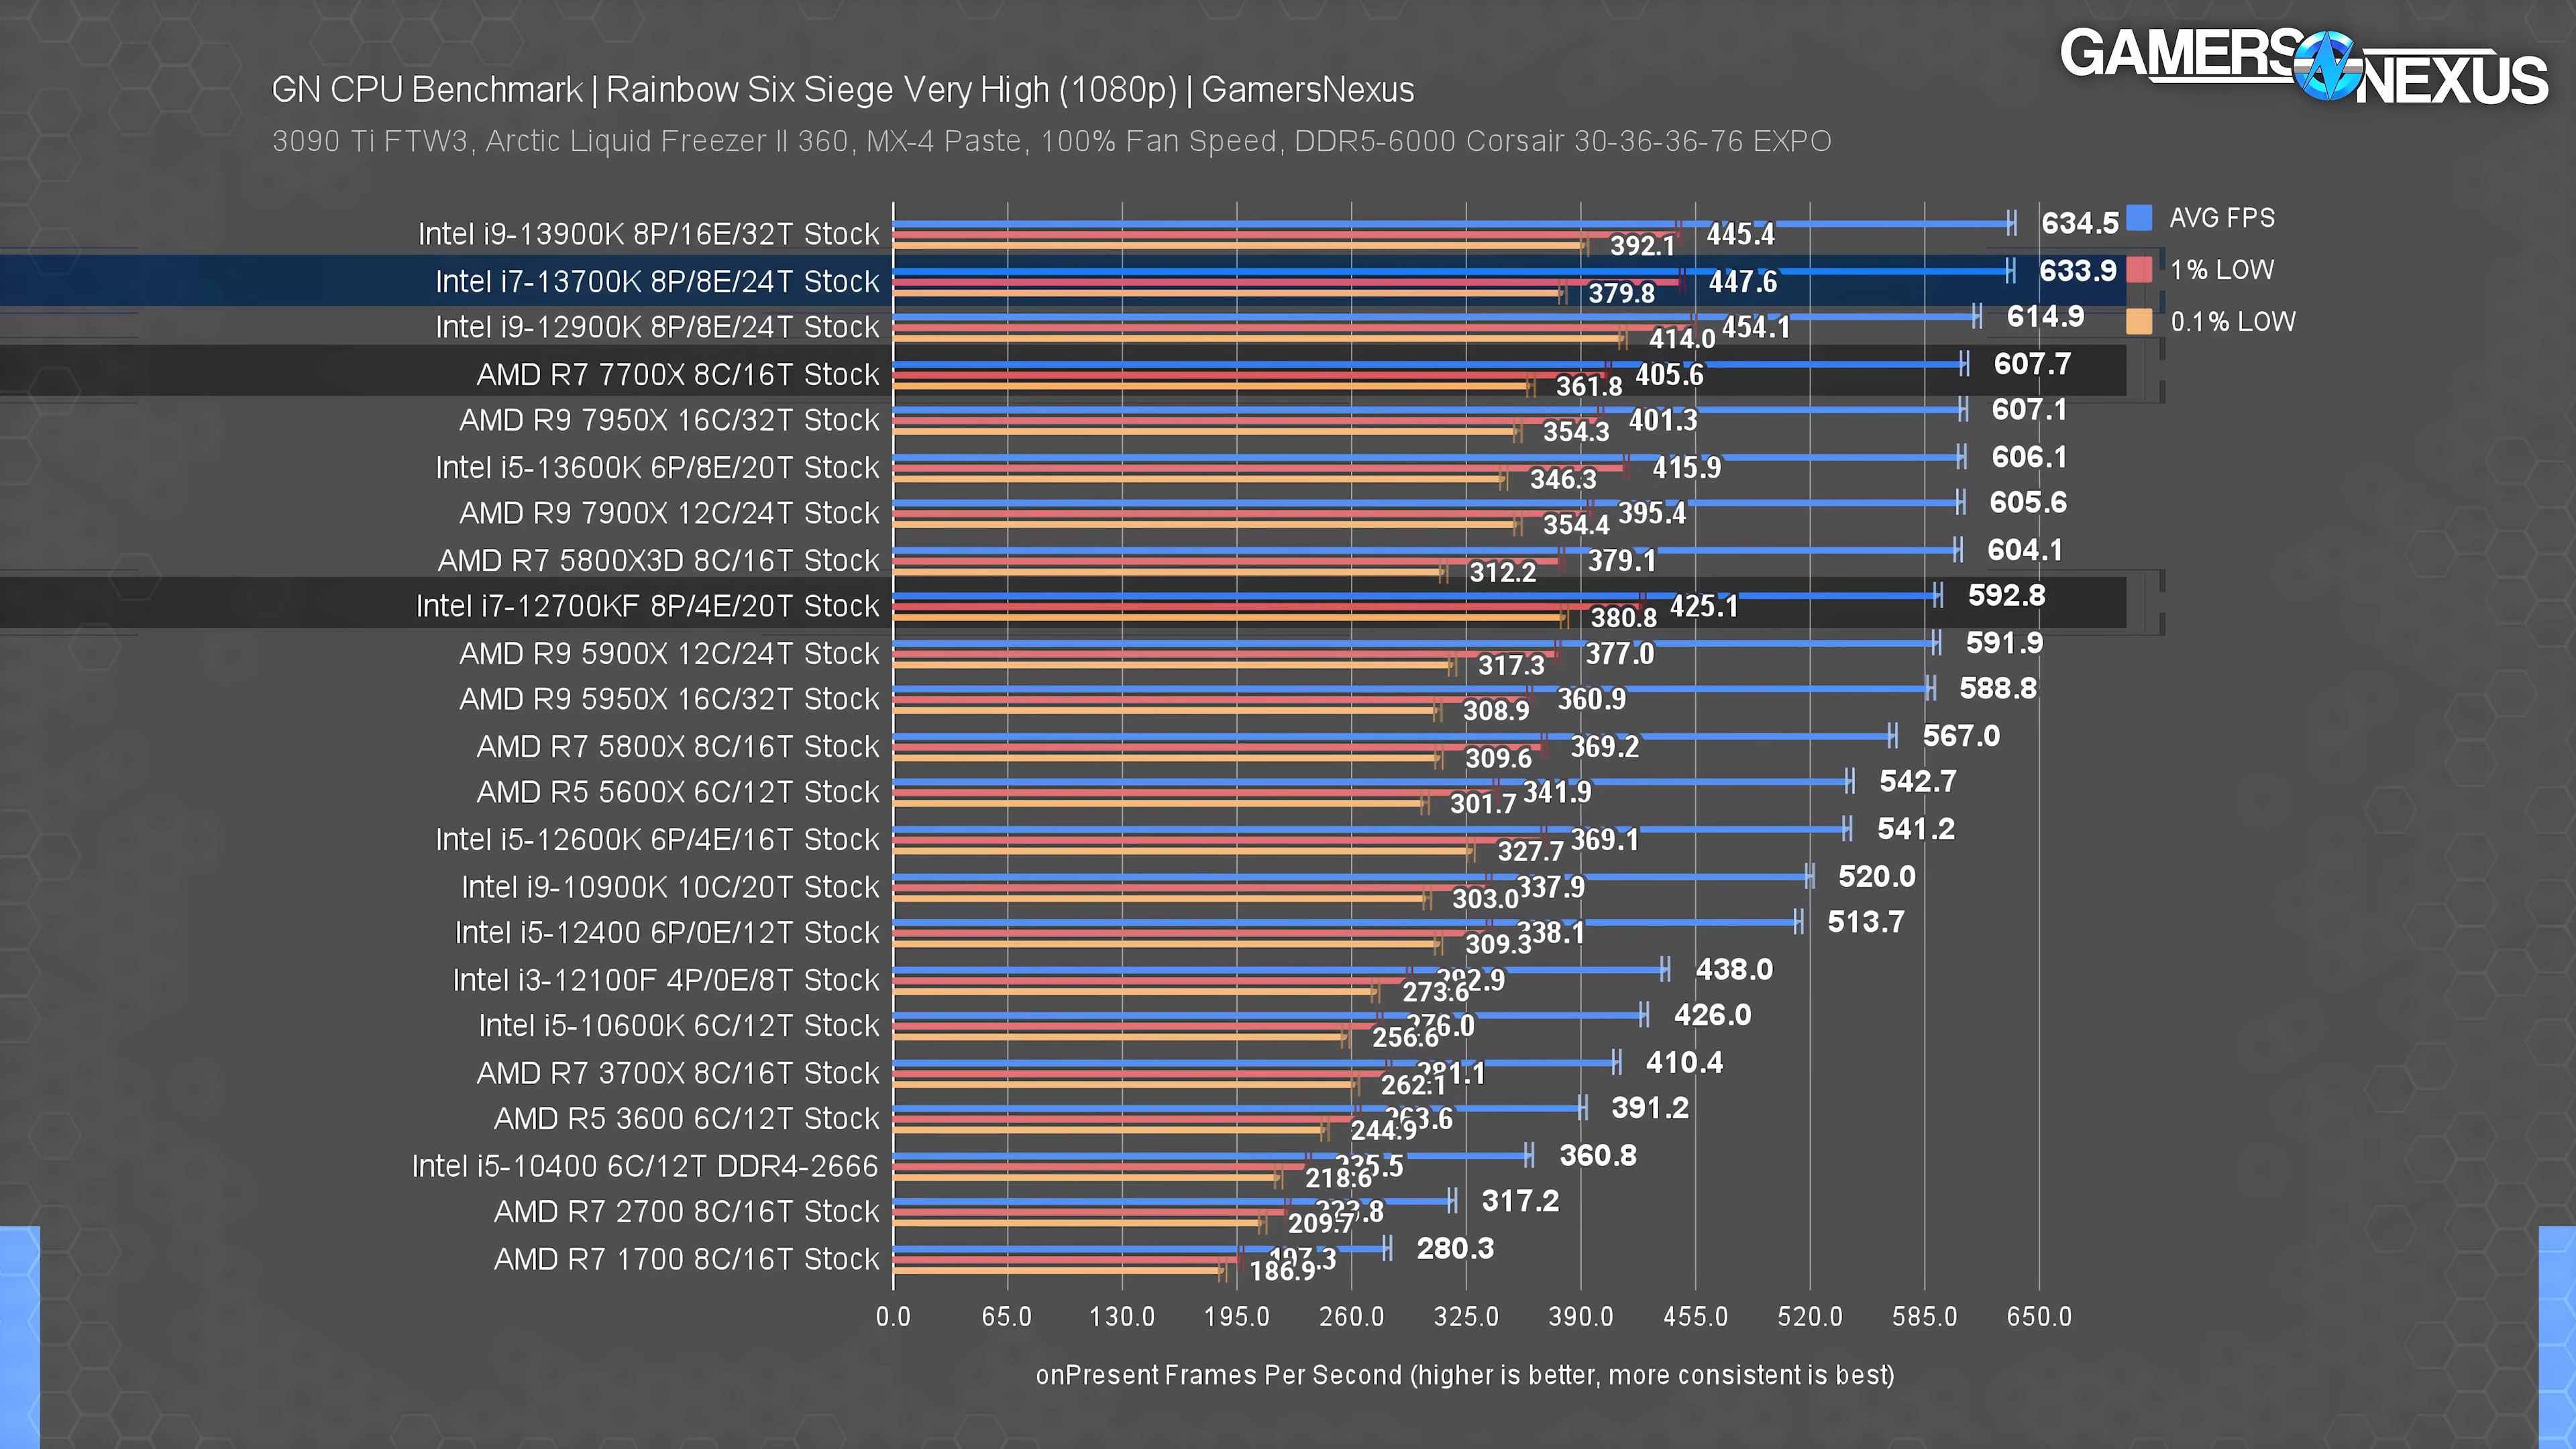 GAMERS NEXUS
GN CPU Benchmark | Rainbow Six Siege Very High (1080p) | GamersNexus
3090 Ti FTW3, Arctic Liquid Freezer II 360, MX-4 Paste, 100% Fan Speed, DDR5-6000 Corsair 30-36-36-76 EXPO
AVG FPS
1% LOW
0.1% LOW
Intel i9-13900K 8P/16E/32T Stock 634.5 445.4 392.1
Intel i7-13700K 8P/8E/24T Stock 633.9 447.6 379.8
Intel i9-12900K 8P/8E/24T Stock 614.9 454.1 414.0
AMD R7 7700X 8C/16T Stock 607.7 405.6 361.8
AMD R9 7950X 16C/32T Stock 607.1 401.3 354.3
Intel i5-13600K 6P/8E/20T Stock 606.1 415.9 346.3
AMD R9 7900X 12C/24T Stock 605.6 395.4 354.4
AMD R7 5800X3D 8C/16T Stock 604.1 379.1 312.2
Intel i7-12700KF 8P/4E/20T Stock 592.8 425.1 380.8
AMD R9 5900X 12C/24T Stock 591.9 377.0 317.3
AMD R9 5950X 16C/32T Stock 588.8 360.9 308.9
AMD R7 5800X 8C/16T Stock 567.0 369.2 309.6
AMD R5 5600X 6C/12T Stock 542.7 341.9 301.7
Intel i5-12600K 6P/4E/16T Stock 541.2 369.1 327.7
Intel i9-10900K 10C/20T Stock 520.0 337.9 303.0
Intel i5-12400 6P/0E/12T Stock 513.7 338.1 309.3
Intel i3-12100F 4P/0E/8T Stock 438.0 292.9 273.6
Intel i5-10600K 6C/12T Stock 426.0 276.0 256.6
AMD R7 3700X 8C/16T Stock 410.4 281.1 262.1
AMD R5 3600 6C/12T Stock 391.2 263.6 244.9
Intel i5-10400 6C/12T DDR4-2666 360.8 218.6
AMD R7 2700 8C/16T Stock 317.2 209.7
AMD R7 1700 8C/16T Stock 280.3 197.3 186.9
0.0 65.0 130.0 195.0 260.0 325.0 390.0 455.0 520.0 585.0 650.0
onPresent Frames Per Second (higher is better, more consistent is best)